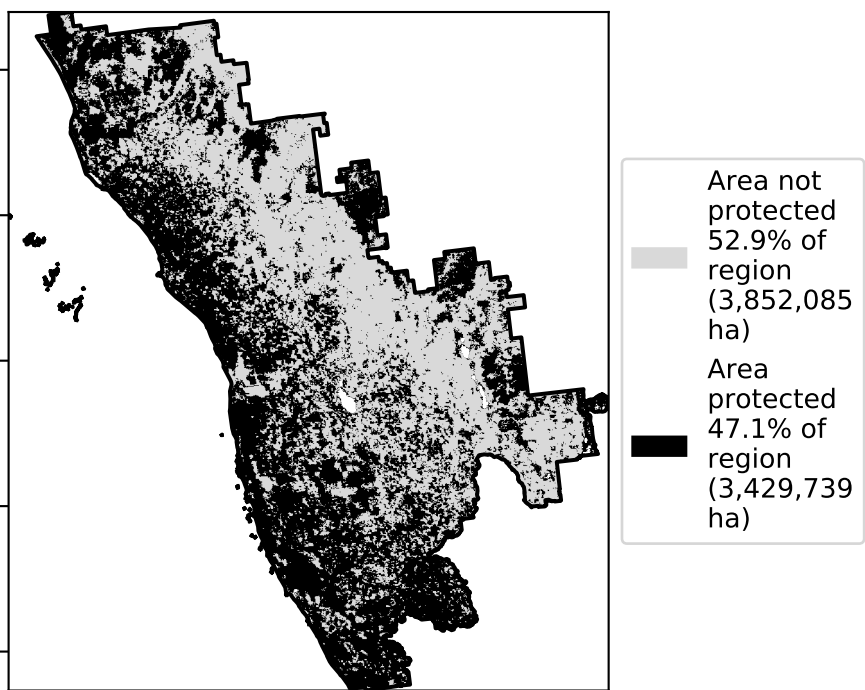 Area not
protected
52.9% of
region
(3,852,085
ha)
Area
protected
47.1% of
region
(3,429,739
ha)